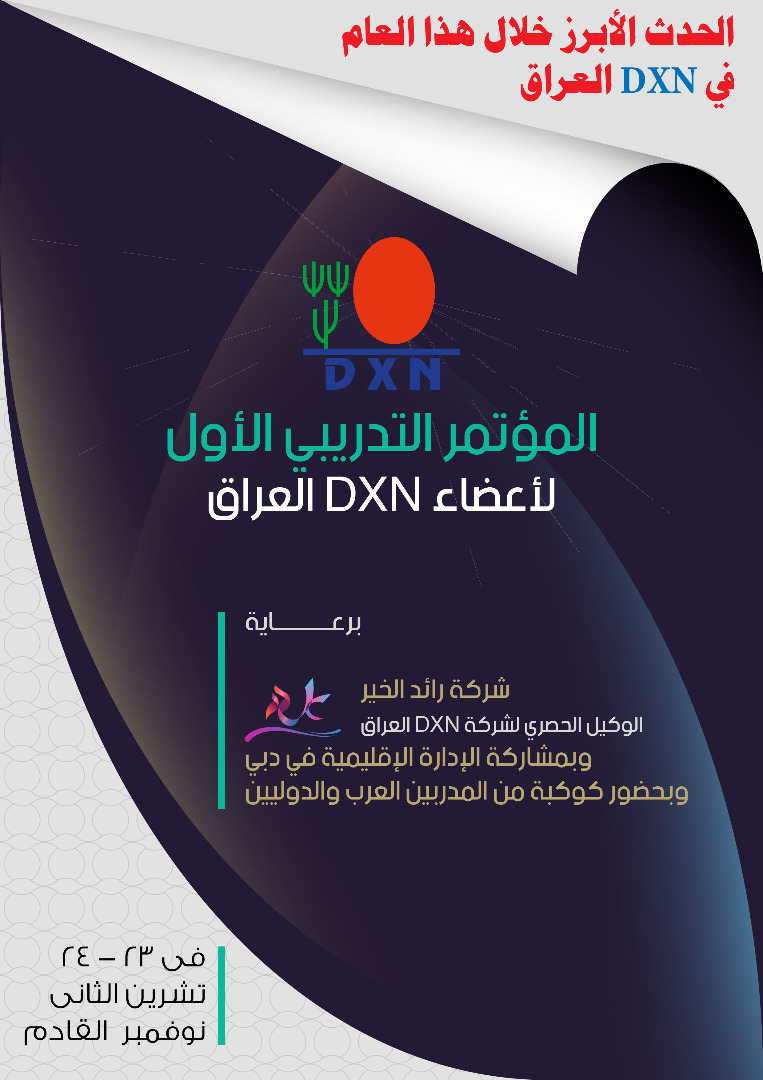 الحدث الأبرز خلال هذا العام
في DXN العراق
DXN
المؤتمر التدريبي الأول
لأعضاء DXN العراق
برعـــــــاية
شركة رائد الخير
الوكيل الحصري لشركة DXN العراق
وبمشاركة الإدارة الإقليمية في دبي
وبحضور كوكبة من المدربين العرب والدوليين
فى ٢٣ – ٢٤
تشرين الثانى
نوفمبر القادم